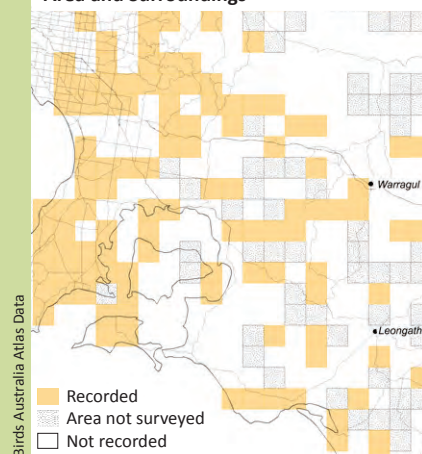 Area and Surroundings
Warragul
Leongath
Recorded
Area not surveyed
Not recorded
Birds Australia Atlas Data